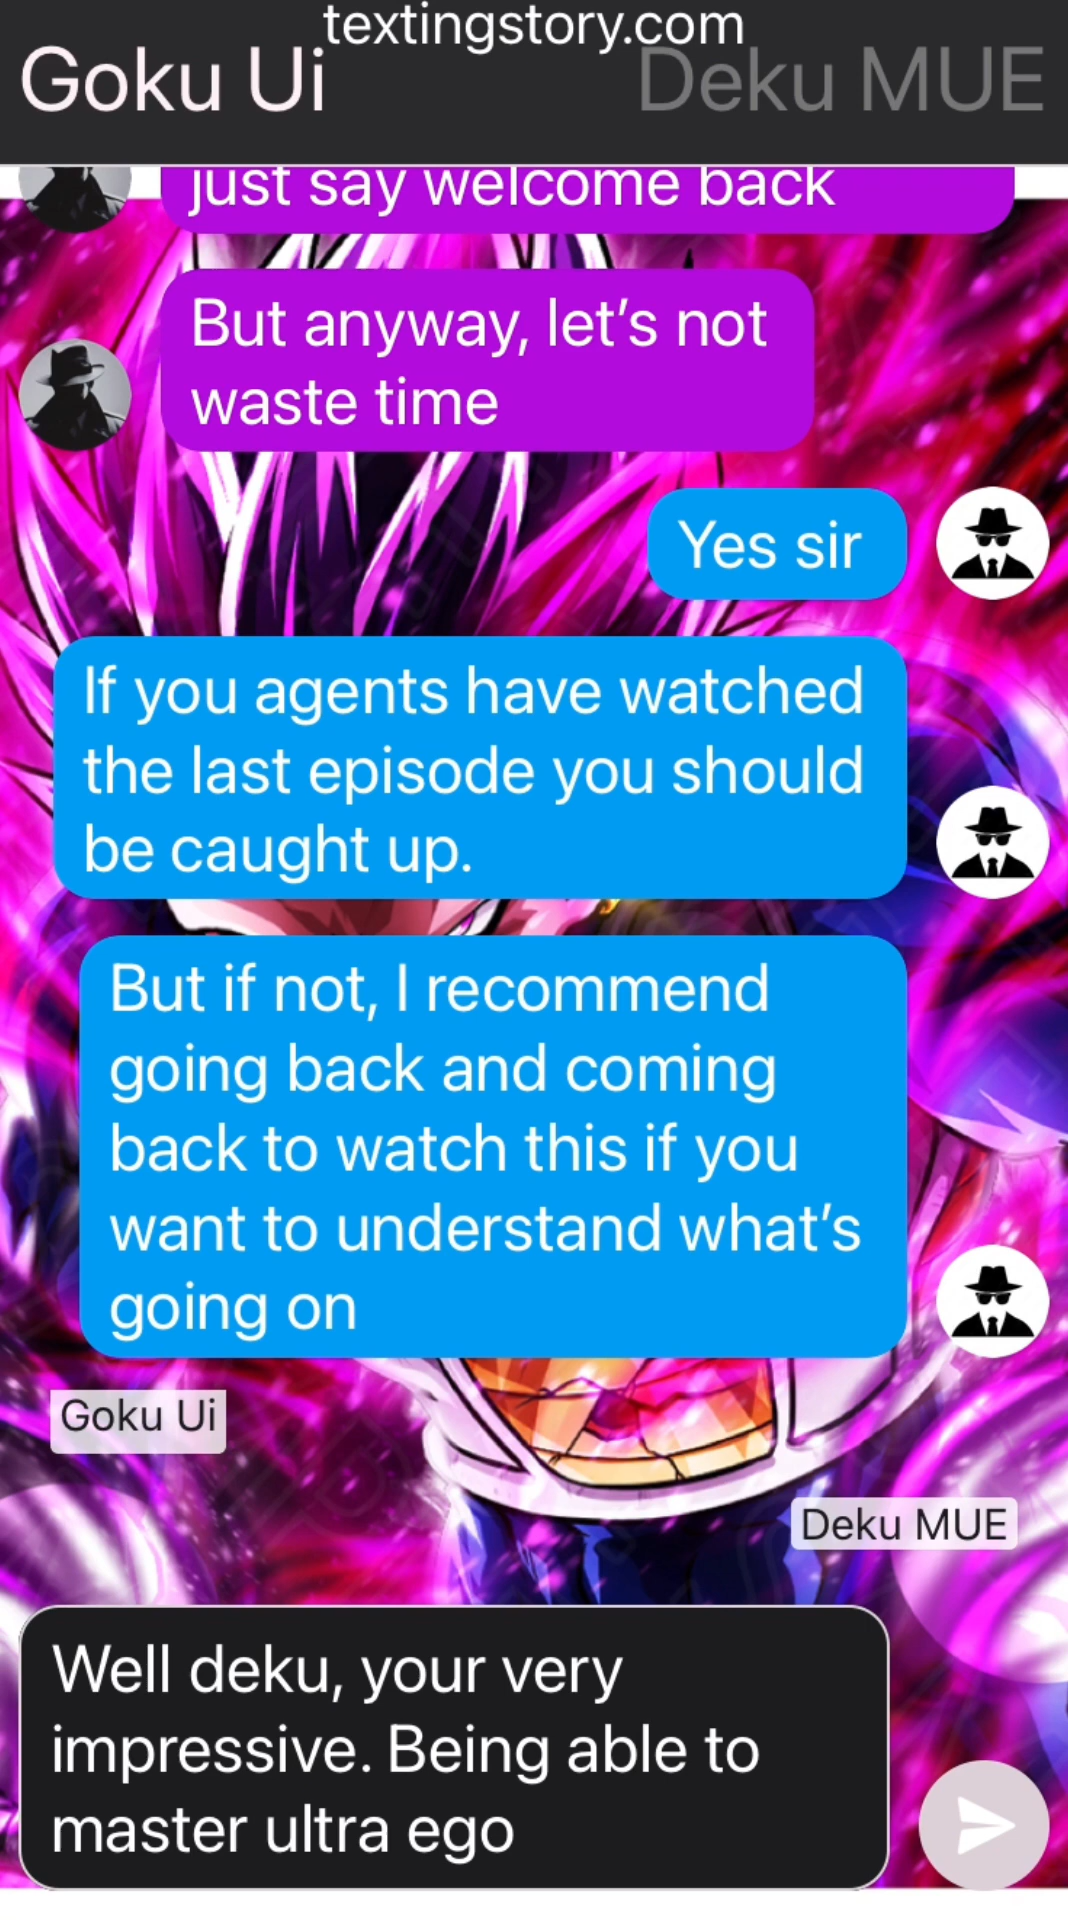 textingstory.com
Goku Ui
Deku MUE
just say welcome back
But anyway, let’s not
waste time
Yes sir
If you agents have watched
the last episode you should
be caught up.
But if not, I recommend
going back and coming
back to watch this if you
want to understand what’s
going on
Goku Ui
Deku MUE
Well deku, your very
impressive. Being able to
master ultra ego